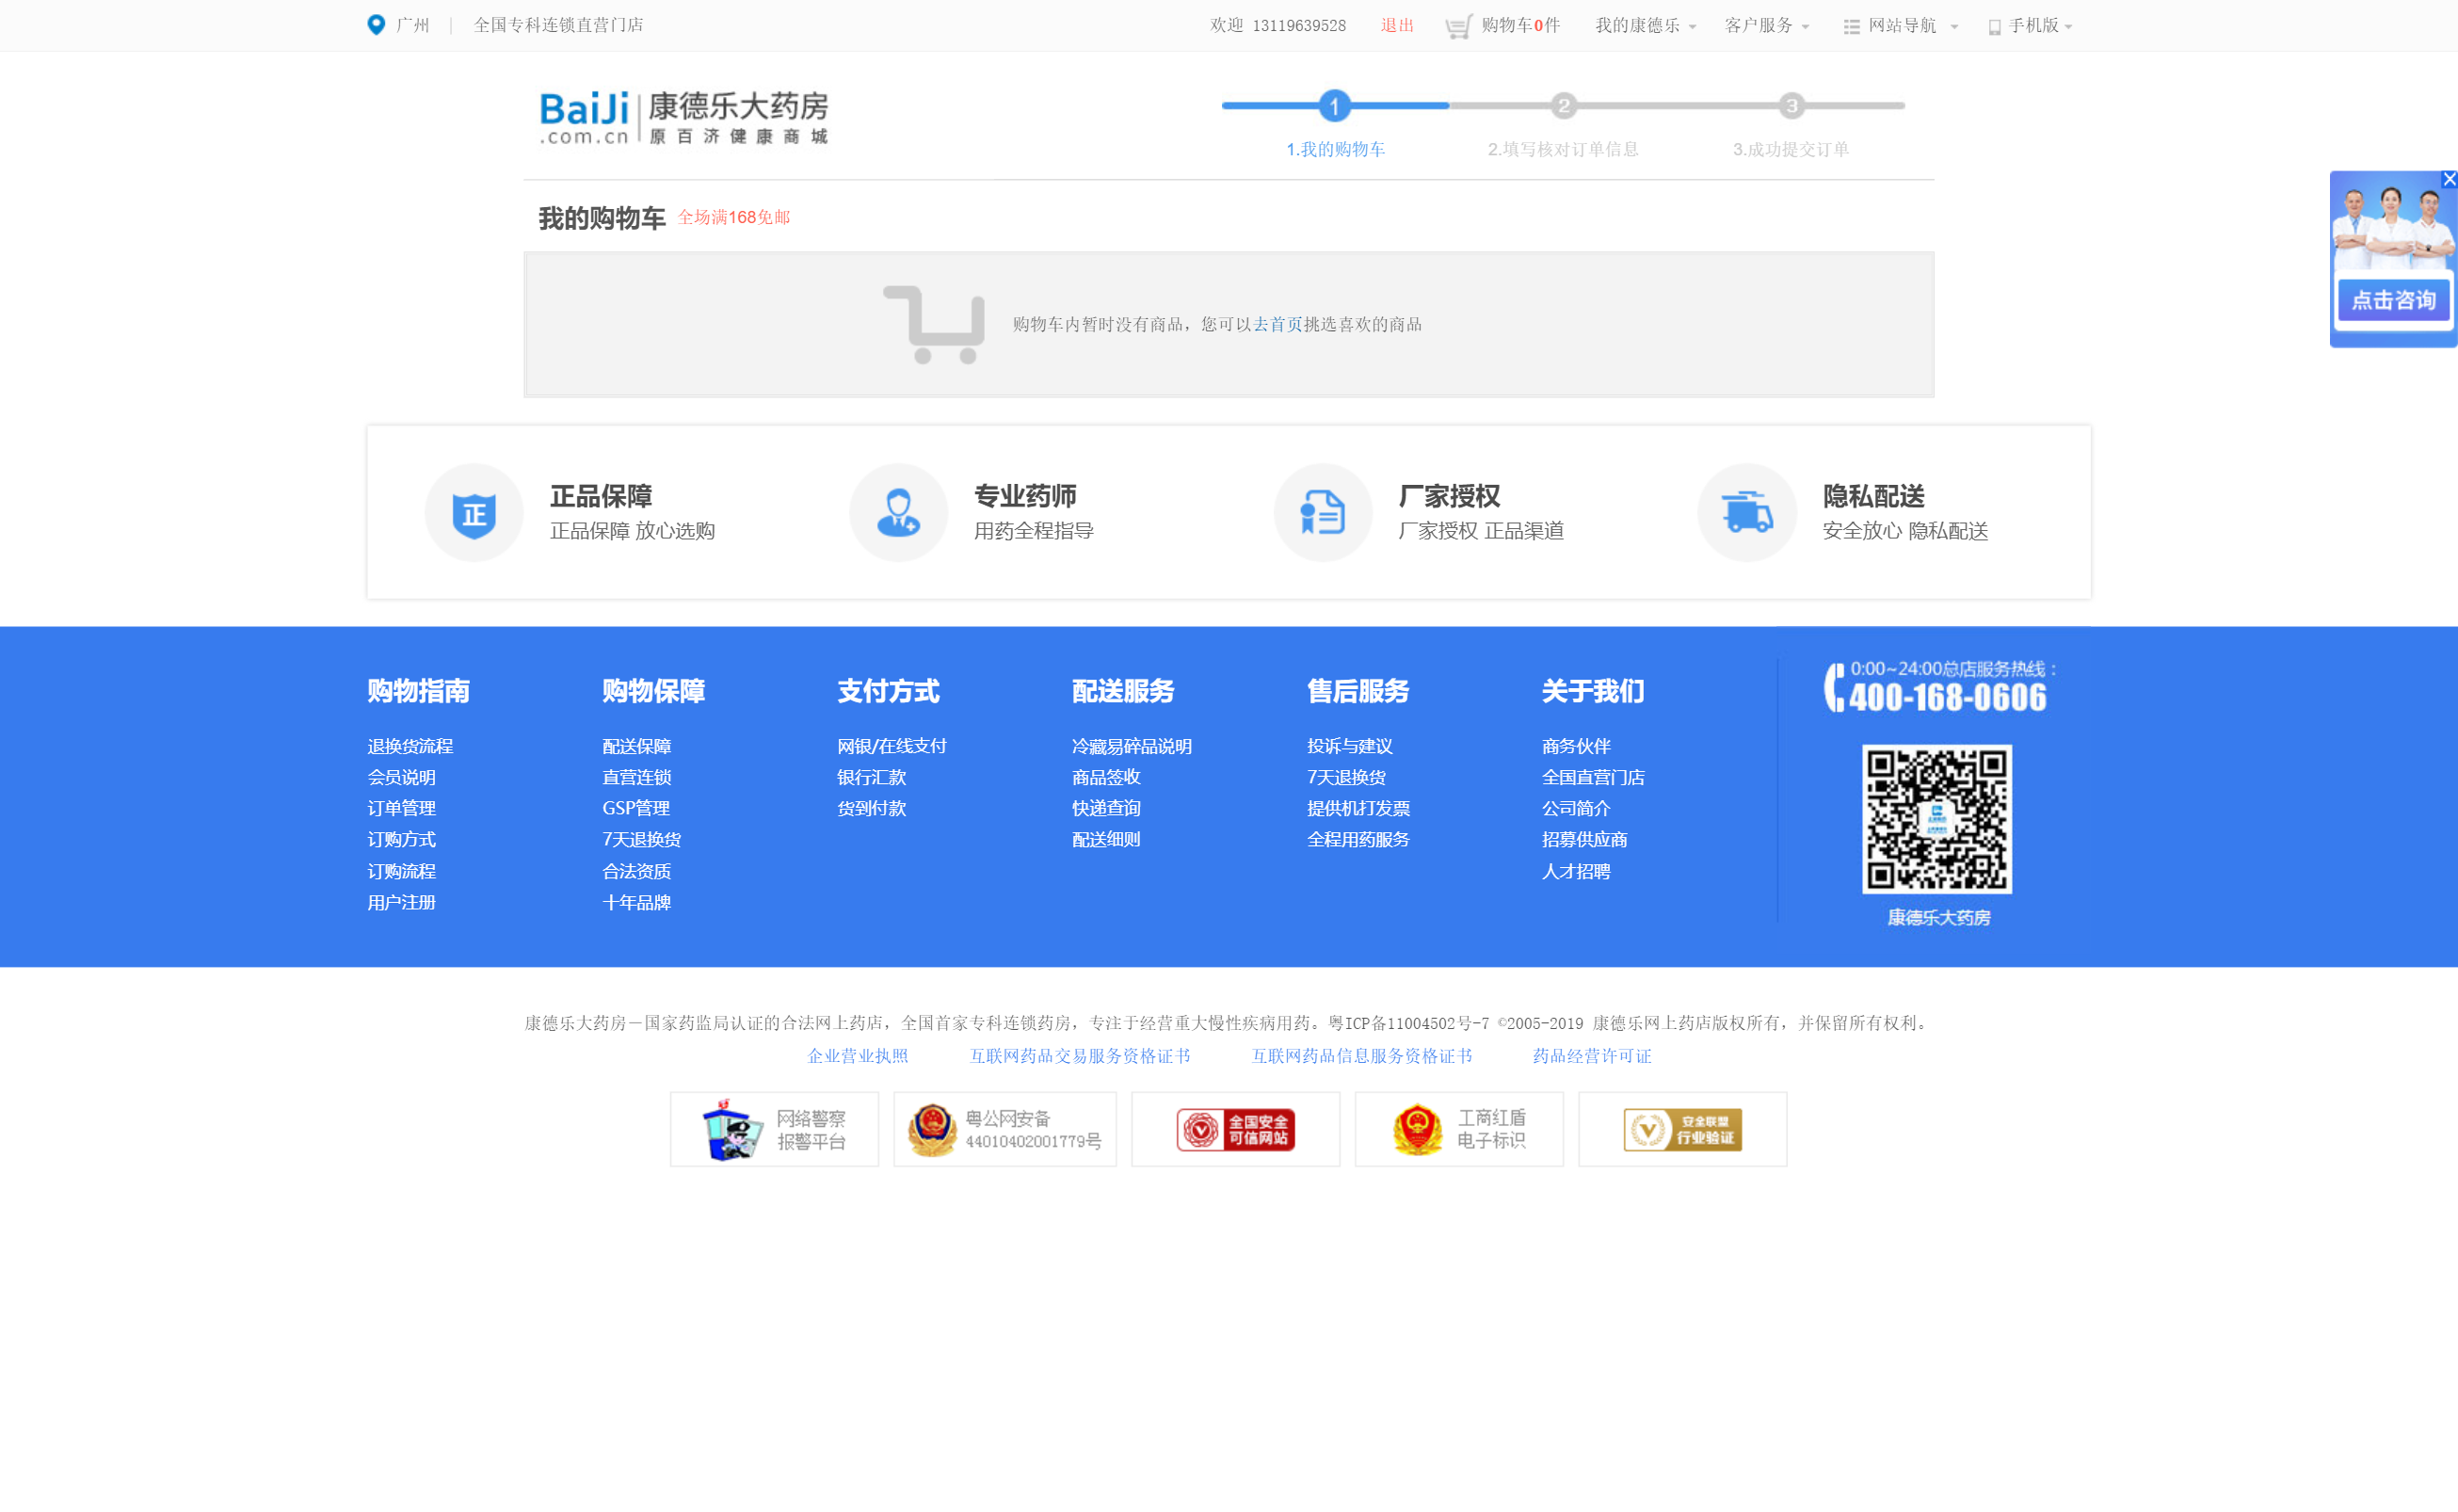 广州 全国专科连锁直营门店 欢迎 13119639528 退出 购物车0件 我的康德乐 客户服务 网站导航 手机版
BaiJi .com.cn 康德乐大药房 原百济健康商城
1 2 3
1.我的购物车 2.填写核对订单信息 3.成功提交订单
点击咨询
我的购物车 全场满168免邮
购物车内暂时没有商品，您可以去首页挑选喜欢的商品
正
正品保障
正品保障 放心选购
专业药师
用药全程指导
厂家授权
厂家授权 正品渠道
隐私配送
安全放心 隐私配送
购物指南
退换货流程
会员说明
订单管理
订购方式
订购流程
用户注册
购物保障
配送保障
直营连锁
GSP管理
7天退换货
合法资质
十年品牌
支付方式
网银/在线支付
银行汇款
货到付款
配送服务
冷藏易碎品说明
商品签收
快递查询
配送细则
售后服务
投诉与建议
7天退换货
提供机打发票
全程用药服务
关于我们
商务伙伴
全国直营门店
公司简介
招募供应商
人才招聘
0:00~24:00总店服务热线：
400-168-0606
康德乐大药房
康德乐大药房－国家药监局认证的合法网上药店，全国首家专科连锁药房，专注于经营重大慢性疾病用药。粤ICP备11004502号-7 ©2005-2019 康德乐网上药店版权所有，并保留所有权利。
企业营业执照 互联网药品交易服务资格证书 互联网药品信息服务资格证书 药品经营许可证
网络警察
报警平台
粤公网安备
44010402001779号
全国安全
可信网站
工商红盾
电子标识
安全联盟
行业验证